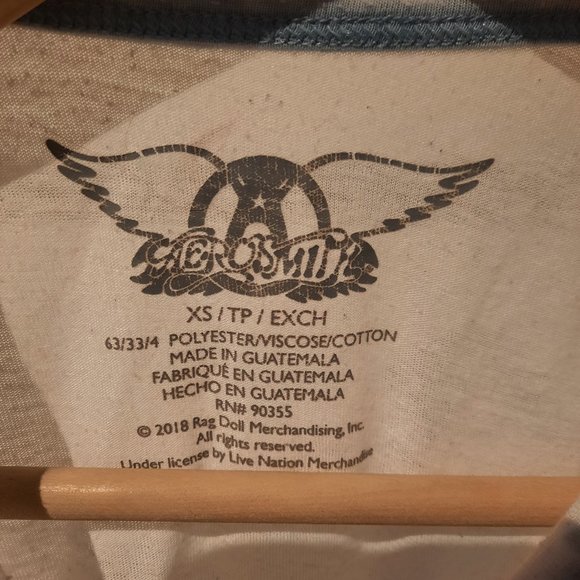 AEROSMITH
XS / TP / EXCH
63/33/4 POLYESTER/VISCOSE/COTTON
MADE IN GUATEMALA
FABRIQUÉ EN GUATEMALA
HECHO EN GUATEMALA
RN# 90355
© 2018 Rag Doll Merchandising, Inc.
All rights reserved.
Under license by Live Nation Merchandise